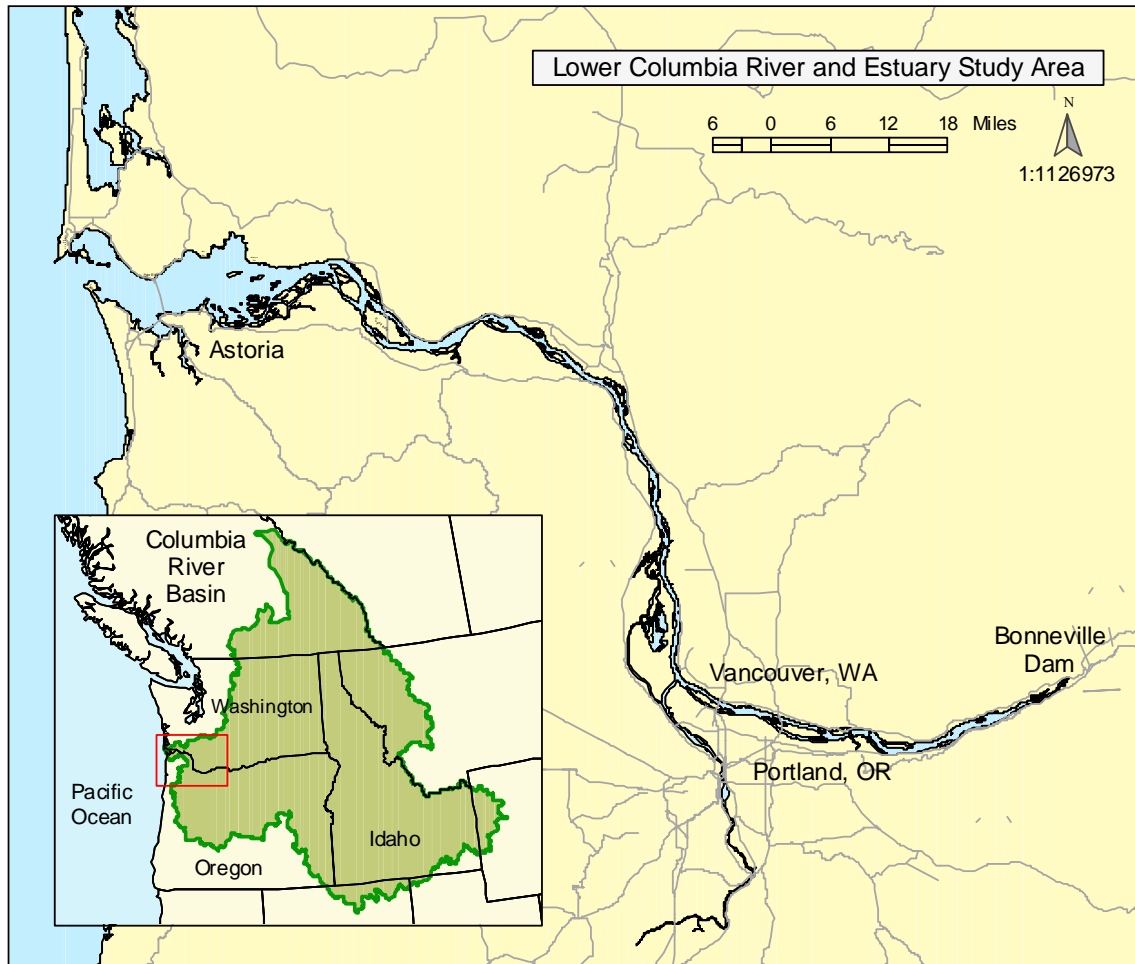 Lower Columbia River and Estuary Study Area
6 0 6 12 18 Miles
N
1:1126973
Astoria
Bonneville
Dam
Vancouver, WA
Portland, OR
Columbia
River
Basin
Washington
Pacific
Ocean
Idaho
Oregon